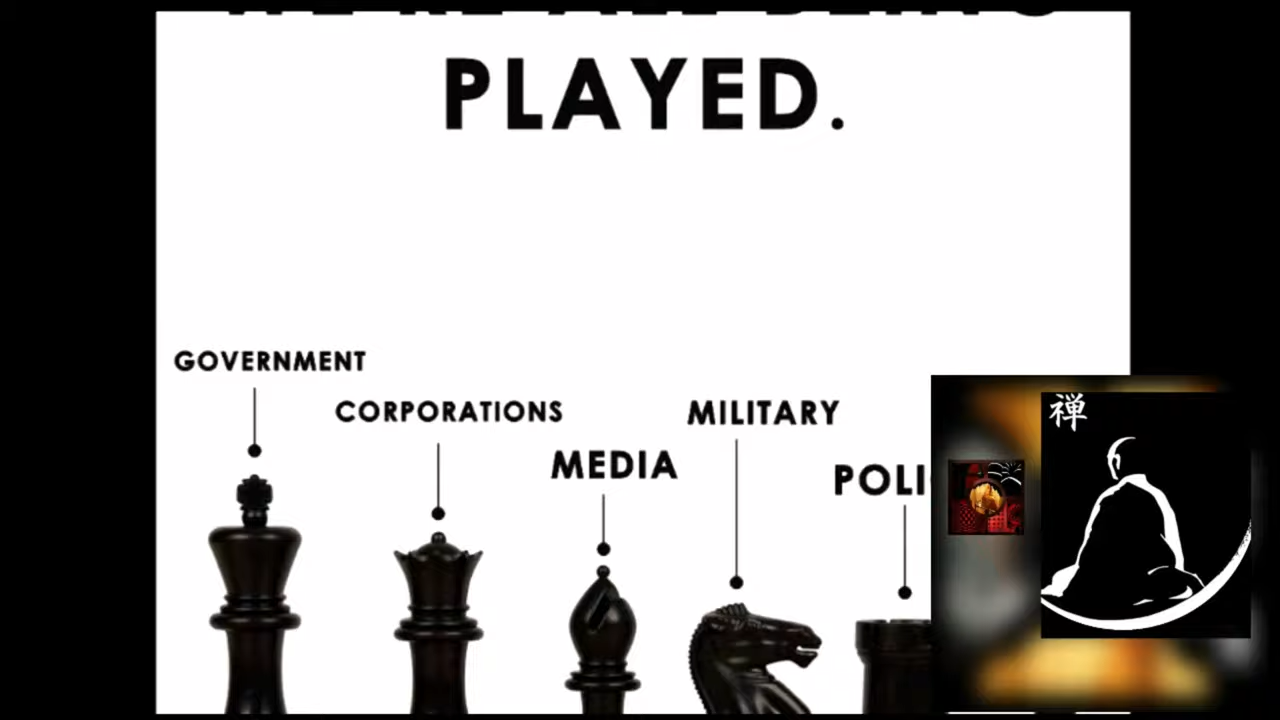 PLAYED.
GOVERNMENT
CORPORATIONS
MILITARY
MEDIA
禅